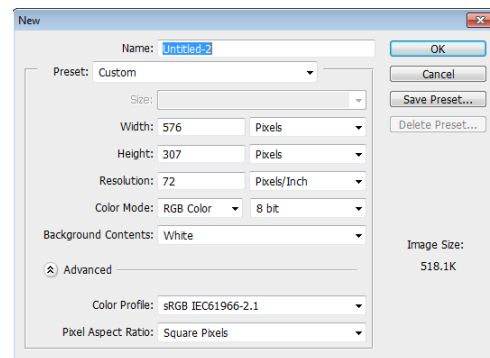 New
Name: Untitled-2
OK
Preset: Custom
Cancel
Size:
Save Preset...
Width: 576 Pixels
Delete Preset...
Height: 307 Pixels
Resolution: 72 Pixels/Inch
Color Mode: RGB Color 8 bit
Background Contents: White
Image Size:
518.1K
Advanced
Color Profile: sRGB IEC61966-2.1
Pixel Aspect Ratio: Square Pixels